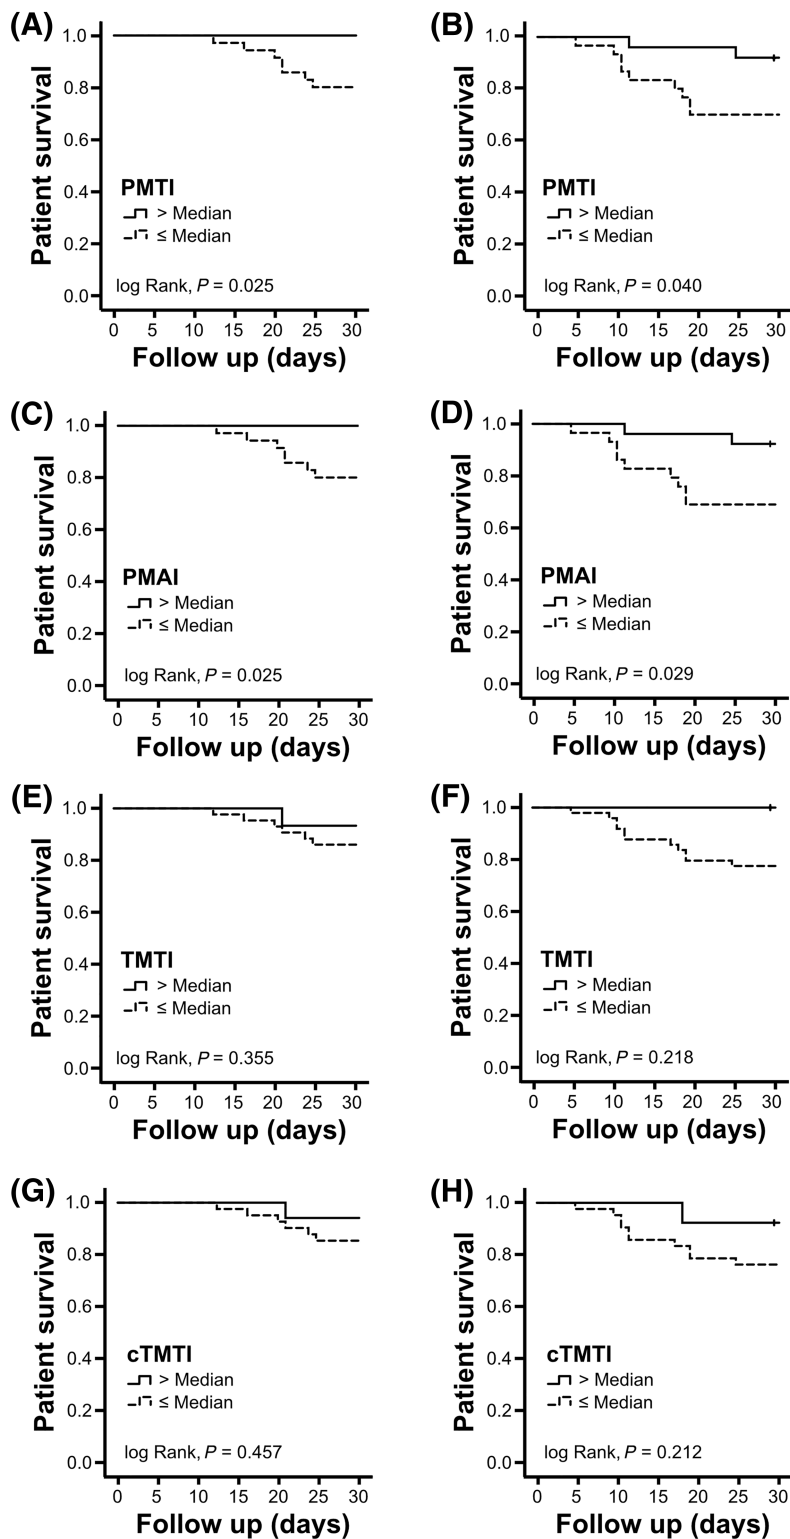 (A)
Patient survival
1.0
0.8
0.6
0.4
0.2
0.0
PMTI
> Median
≤ Median
log Rank, P = 0.025
0 5 10 15 20 25 30
Follow up (days)
(B)
Patient survival
1.0
0.8
0.6
0.4
0.2
0.0
PMTI
> Median
≤ Median
log Rank, P = 0.040
0 5 10 15 20 25 30
Follow up (days)
(C)
Patient survival
1.0
0.8
0.6
0.4
0.2
0.0
PMAI
> Median
≤ Median
log Rank, P = 0.025
0 5 10 15 20 25 30
Follow up (days)
(D)
Patient survival
1.0
0.8
0.6
0.4
0.2
0.0
PMAI
> Median
≤ Median
log Rank, P = 0.029
0 5 10 15 20 25 30
Follow up (days)
(E)
Patient survival
1.0
0.8
0.6
0.4
0.2
0.0
TMTI
> Median
≤ Median
log Rank, P = 0.355
0 5 10 15 20 25 30
Follow up (days)
(F)
Patient survival
1.0
0.8
0.6
0.4
0.2
0.0
TMTI
> Median
≤ Median
log Rank, P = 0.218
0 5 10 15 20 25 30
Follow up (days)
(G)
Patient survival
1.0
0.8
0.6
0.4
0.2
0.0
cTMTI
> Median
≤ Median
log Rank, P = 0.457
0 5 10 15 20 25 30
Follow up (days)
(H)
Patient survival
1.0
0.8
0.6
0.4
0.2
0.0
cTMTI
> Median
≤ Median
log Rank, P = 0.212
0 5 10 15 20 25 30
Follow up (days)